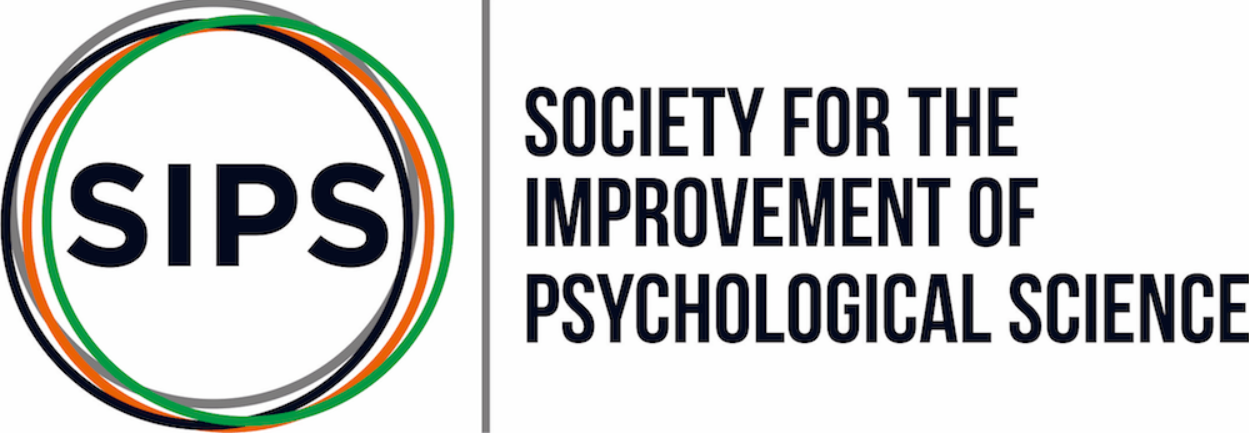 SIPS
SOCIETY FOR THE
IMPROVEMENT OF
PSYCHOLOGICAL SCIENCE